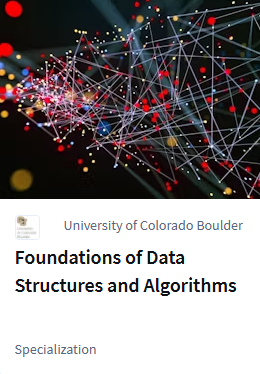 University of Colorado Boulder
Foundations of Data
Structures and Algorithms
Specialization